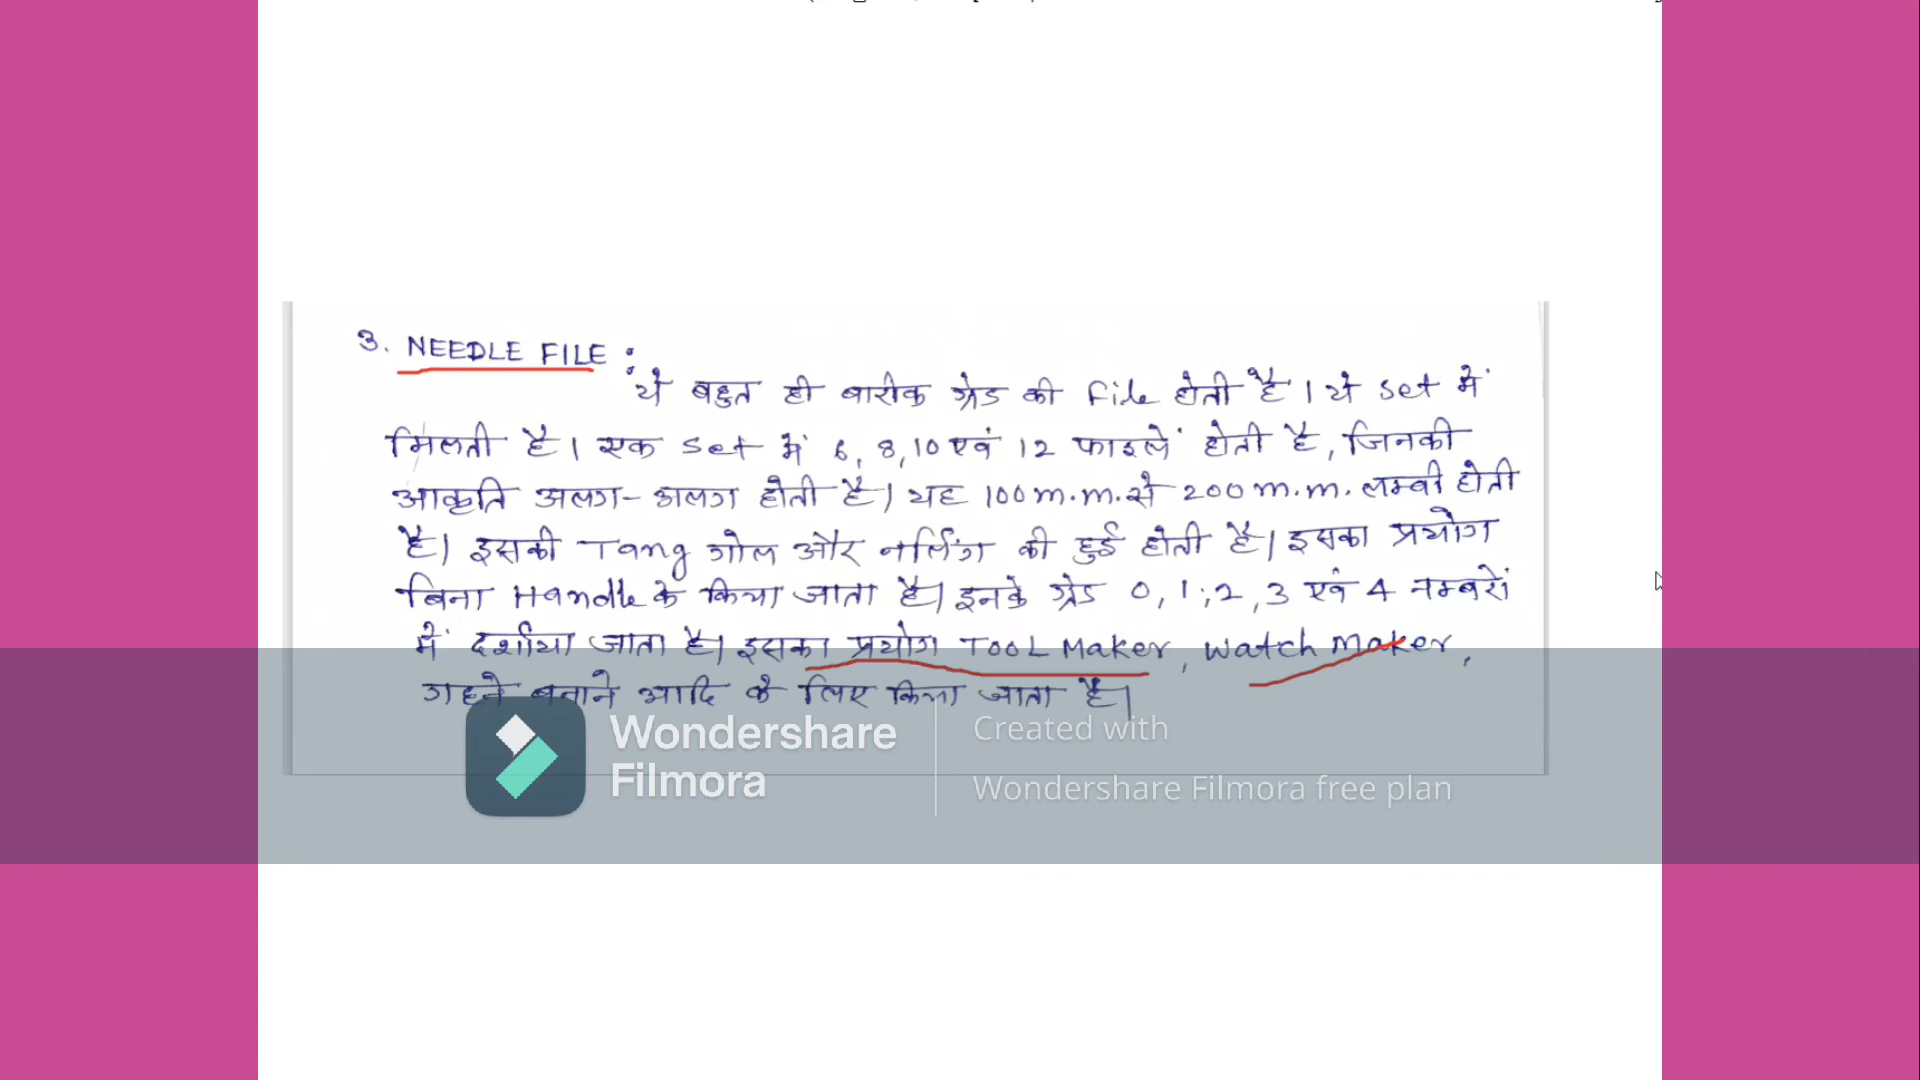 3. NEEDLE FILE :
ये बहुत ही बारीक ग्रेड की File होती है। ये set में
मिलती है। एक set में 6, 8, 10 एवं 12 फाइलें होती है, जिनकी
आकृति अलग-अलग होती है। यह 100 m.m. से 200 m.m. लम्बी होती
है। इसकी Tang गोल और नर्लिंग की हुई होती है। इसका प्रयोग
बिना Handle के किया जाता है। इनके ग्रेड 0, 1, 2, 3 एवं 4 नम्बरों
में दर्शाया जाता है। इसका प्रयोग TOOL Maker, Watch Maker,
गहने बनाने आदि के लिए किया जाता है।
Wondershare
Filmora
Created with
Wondershare Filmora free plan